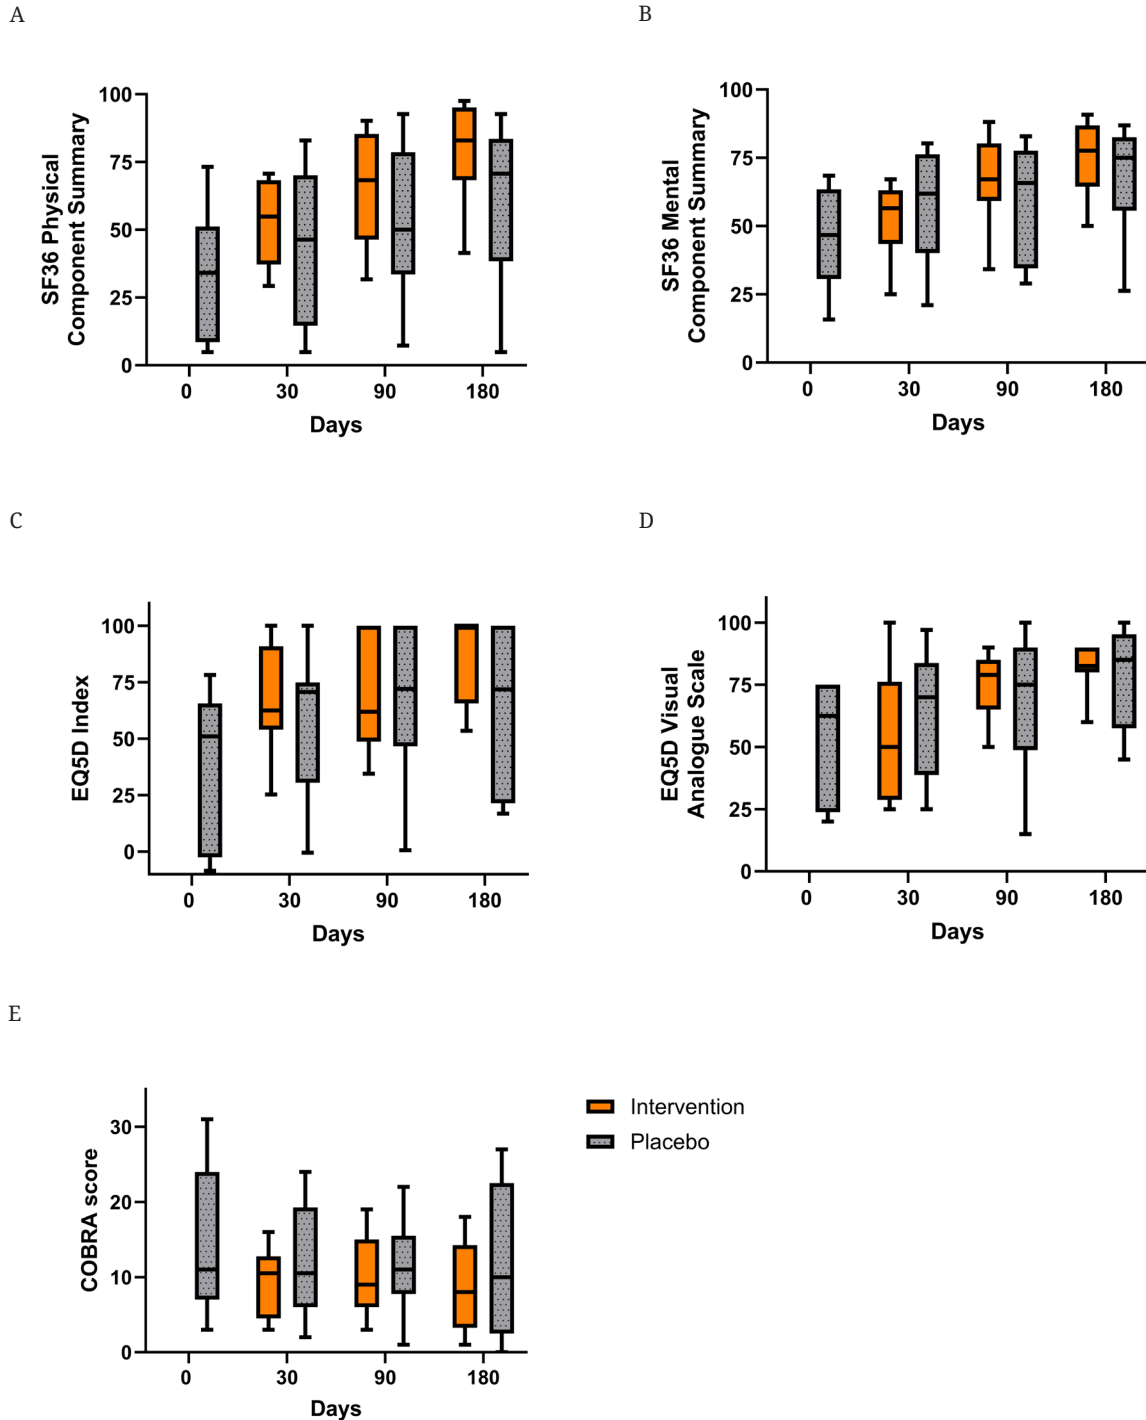 A
SF36 Physical
Component Summary
100
75
50
25
0
0 30 90 180
Days
B
SF36 Mental
Component Summary
100
75
50
25
0
0 30 90 180
Days
C
EQ5D Index
100
75
50
25
0
0 30 90 180
Days
D
EQ5D Visual
Analogue Scale
100
75
50
25
0
0 30 90 180
Days
E
COBRA score
30
20
10
0
0 30 90 180
Days
Intervention
Placebo